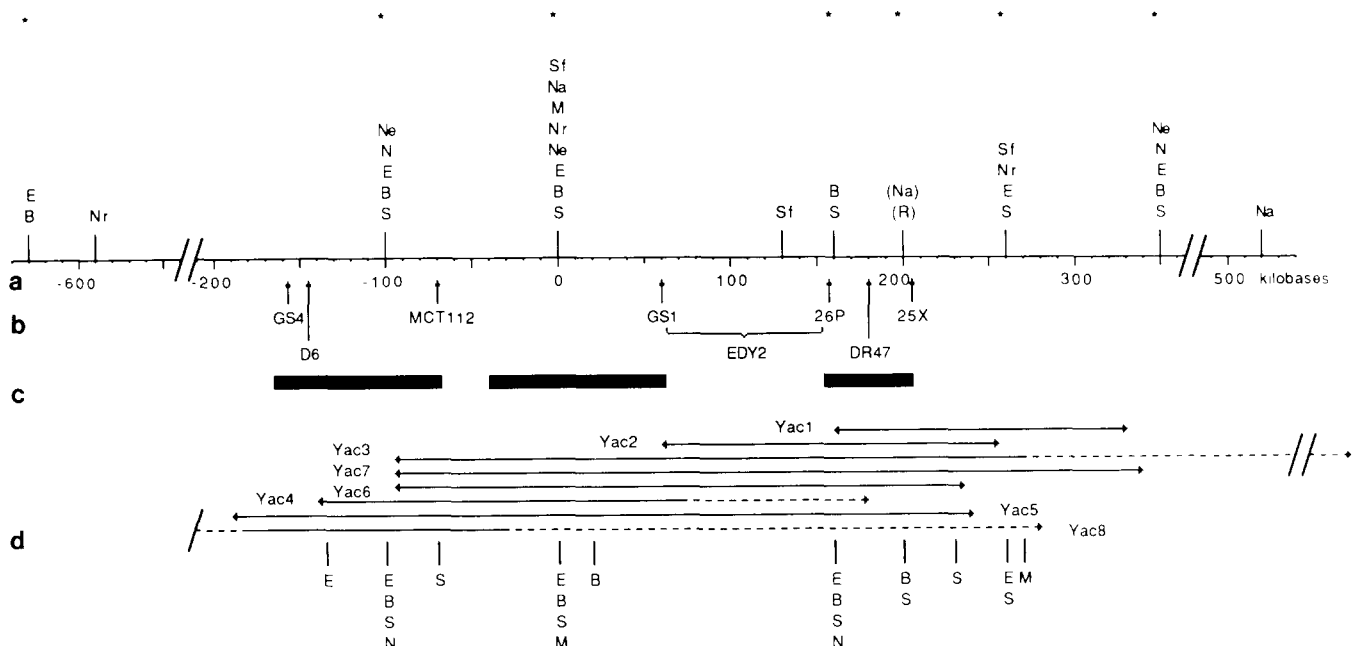 * * * * * * *
Sf
Na
M
Nr
Ne
E
B
S
Ne
N
E
B
S
Sf
Nr
E
S
Ne
N
E
B
S
E
B
Nr
Sf
B
S
(Na)
(R)
Na
a
-600 -200 -100 0 100 200 300 500 kilobases
b
GS4 MCT112 GS1 26P 25X
D6 EDY2 DR47
c
Yac1
Yac3 Yac2
Yac7
Yac4 Yac6
Yac5
d
Yac8
E
E
B
S
N
S
E
B
S
M
B
E
B
S
N
B
S
S
E
S
M